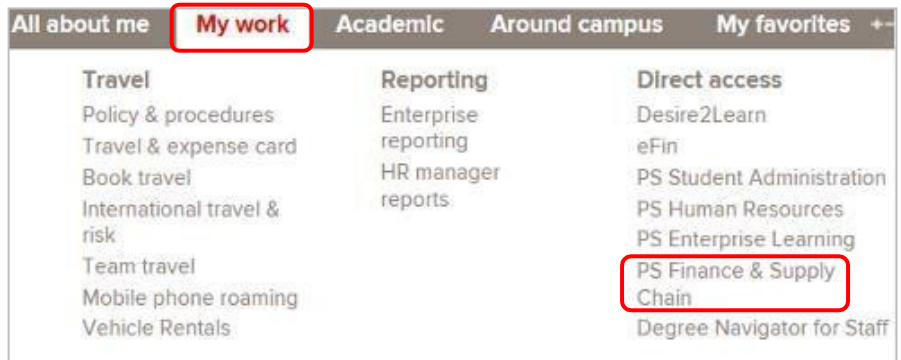 All about me My work Academic Around campus My favorites +-
Travel
Policy & procedures
Travel & expense card
Book travel
International travel &
risk
Team travel
Mobile phone roaming
Vehicle Rentals
Reporting
Enterprise
reporting
HR manager
reports
Direct access
Desire2Learn
eFin
PS Student Administration
PS Human Resources
PS Enterprise Learning
PS Finance & Supply
Chain
Degree Navigator for Staff